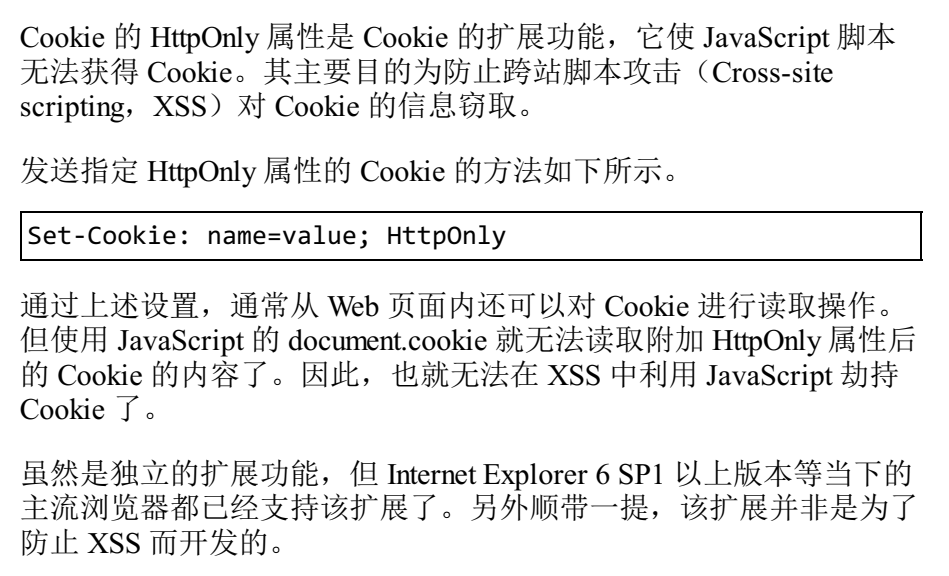 Cookie 的 HttpOnly 属性是 Cookie 的扩展功能，它使 JavaScript 脚本
无法获得 Cookie。其主要目的为防止跨站脚本攻击（Cross-site
scripting，XSS）对 Cookie 的信息窃取。
发送指定 HttpOnly 属性的 Cookie 的方法如下所示。
Set-Cookie: name=value; HttpOnly
通过上述设置，通常从 Web 页面内还可以对 Cookie 进行读取操作。
但使用 JavaScript 的 document.cookie 就无法读取附加 HttpOnly 属性后
的 Cookie 的内容了。因此，也就无法在 XSS 中利用 JavaScript 劫持
Cookie 了。
虽然是独立的扩展功能，但 Internet Explorer 6 SP1 以上版本等当下的
主流浏览器都已经支持该扩展了。另外顺带一提，该扩展并非是为了
防止 XSS 而开发的。